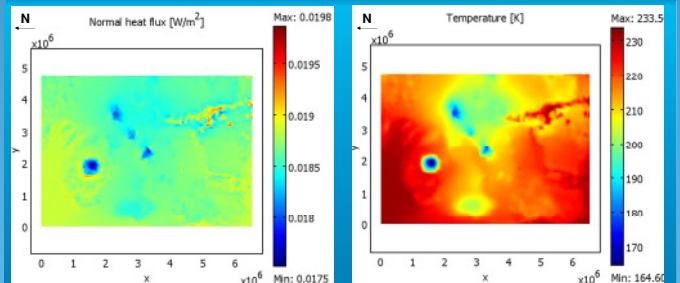 N
Normal heat flux [W/m²]
Max: 0.0198
x10⁶
5
4
3
2
1
0
y
0 1 2 3 4 5 6
x
x10⁶
0.0195
0.019
0.0185
0.018
Min: 0.0175
N
Temperature [K]
Max: 233.5
x10⁶
5
4
3
2
1
0
y
0 1 2 3 4 5 6
x
x10⁶
230
220
210
200
190
180
170
Min: 164.60